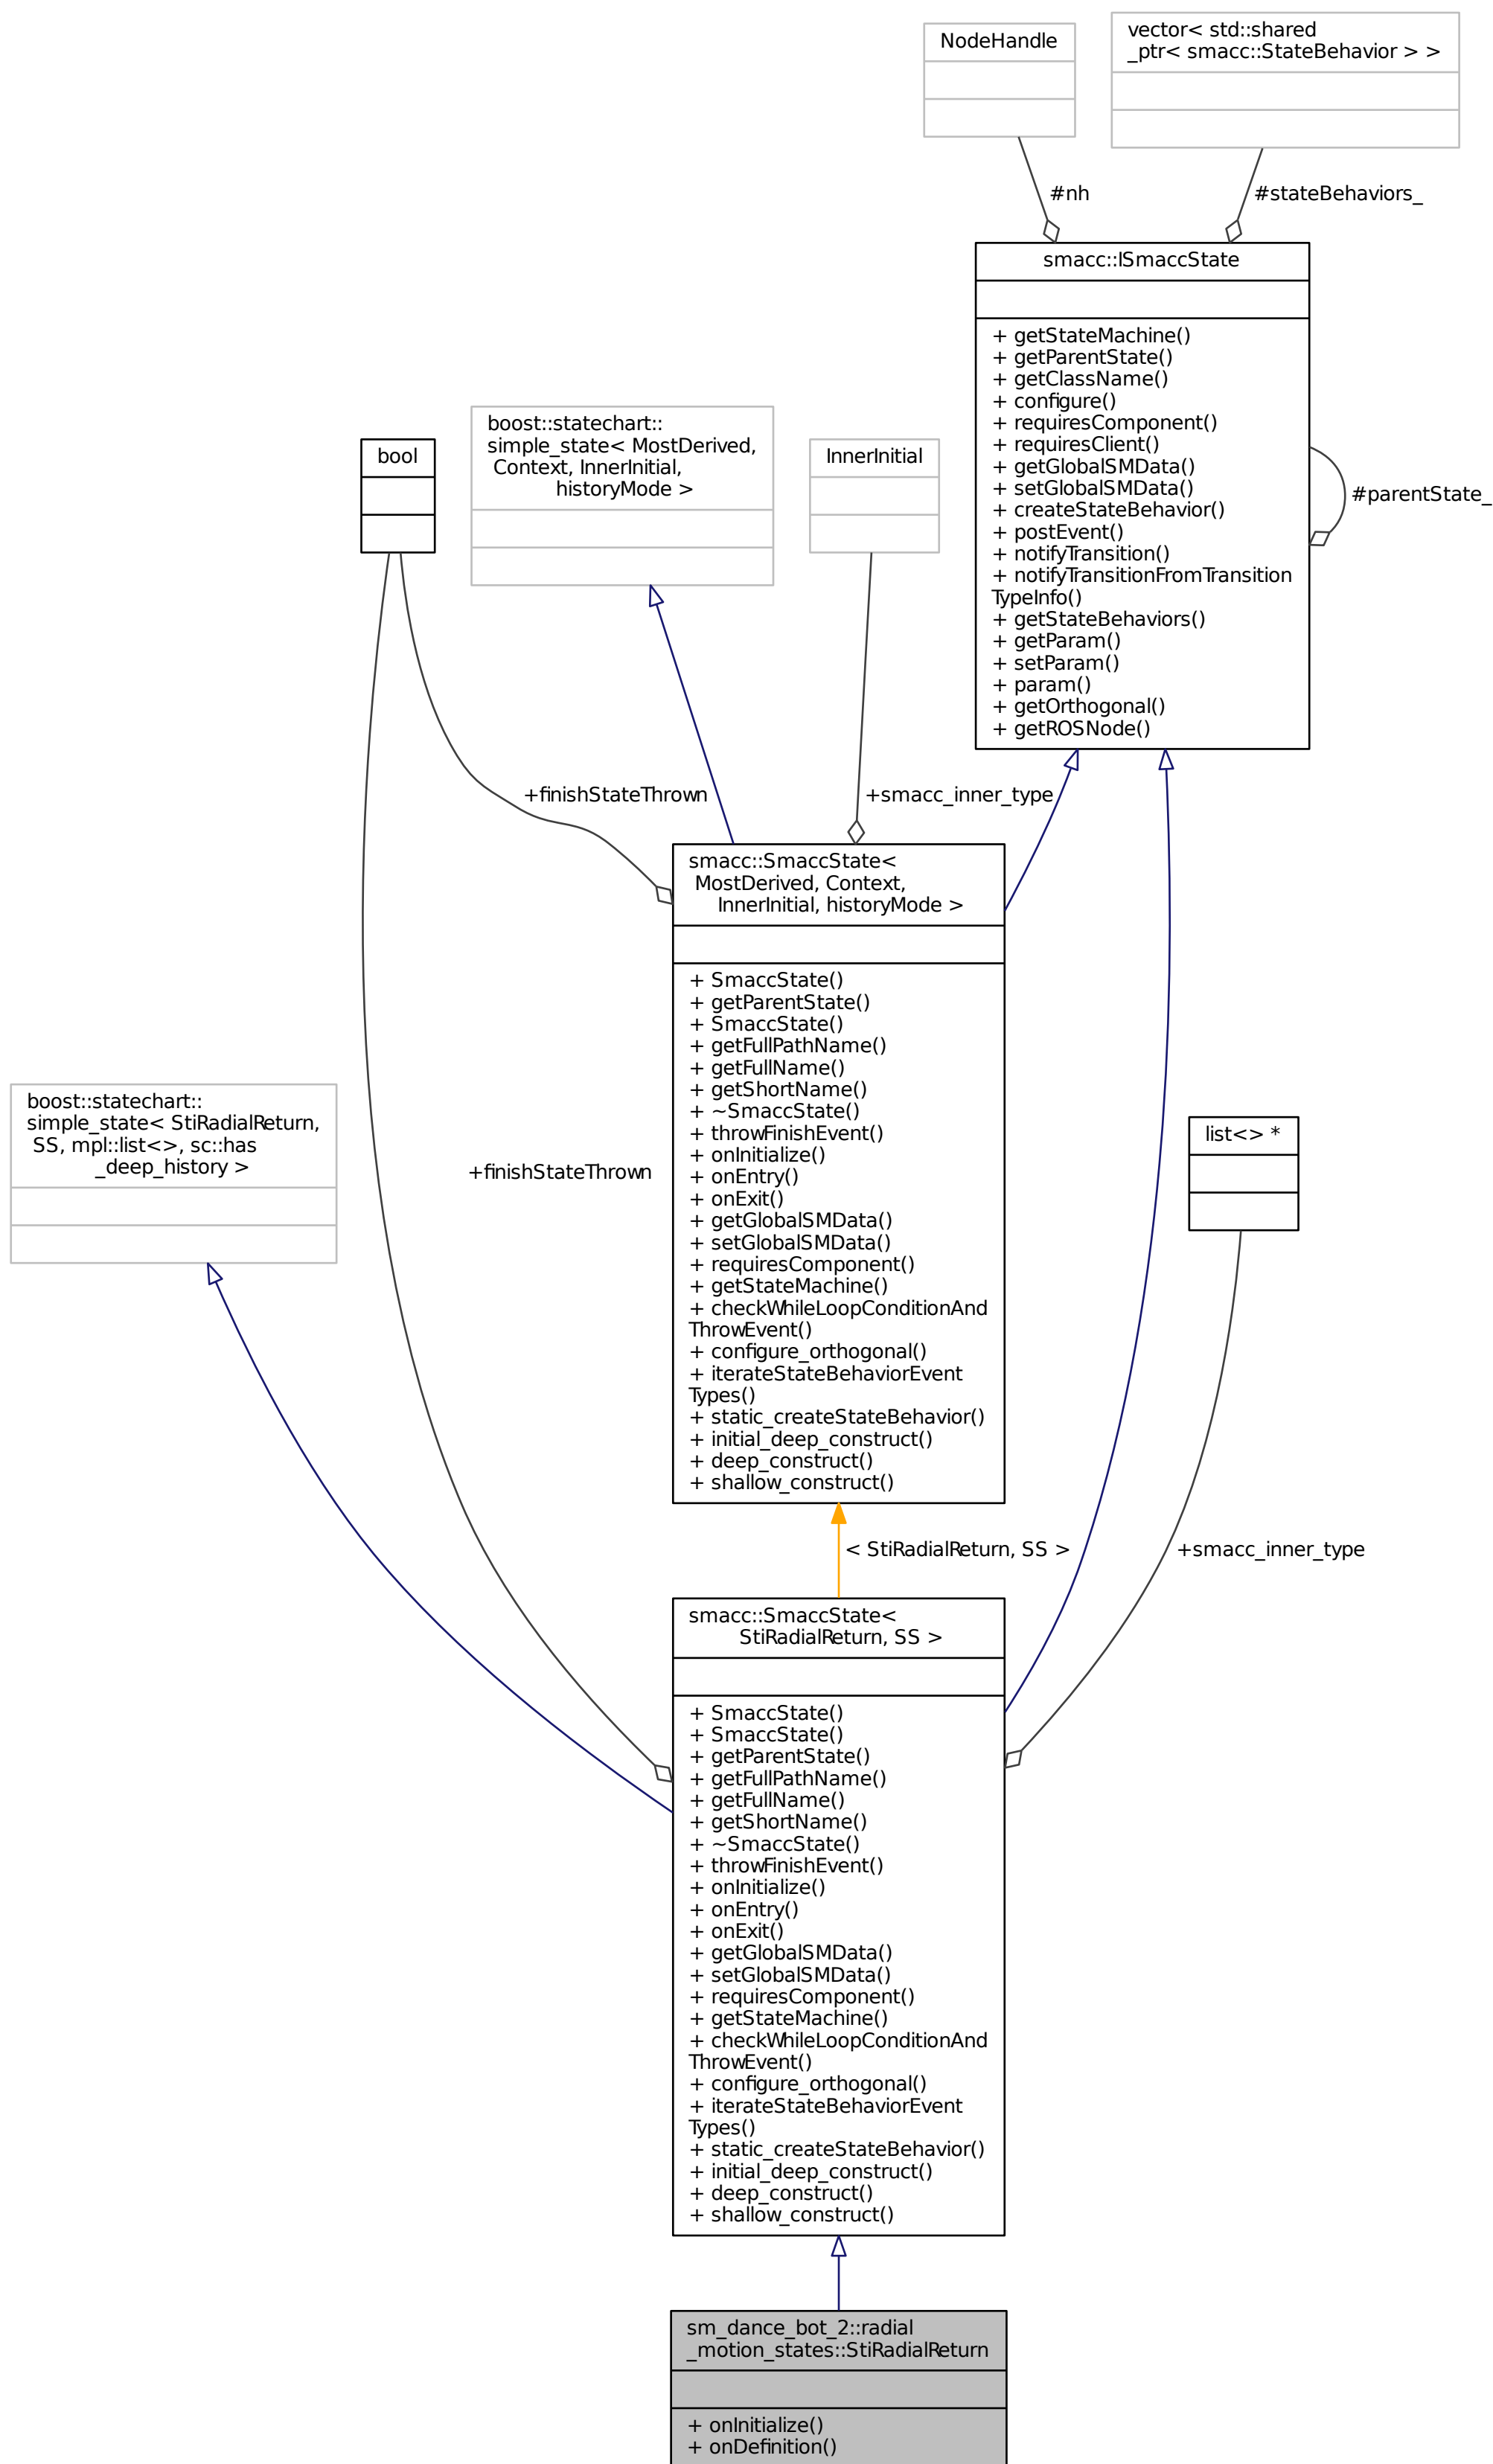 NodeHandle
vector< std::shared
_ptr< smacc::StateBehavior > >
#nh
#stateBehaviors_
smacc::ISmaccState
+ getStateMachine()
+ getParentState()
+ getClassName()
+ configure()
+ requiresComponent()
+ requiresClient()
+ getGlobalSMData()
+ setGlobalSMData()
+ createStateBehavior()
+ postEvent()
+ notifyTransition()
+ notifyTransitionFromTransition
TypeInfo()
+ getStateBehaviors()
+ getParam()
+ setParam()
+ param()
+ getOrthogonal()
+ getROSNode()
#parentState_
bool
boost::statechart::
simple_state< MostDerived,
Context, InnerInitial,
historyMode >
InnerInitial
+finishStateThrown
+smacc_inner_type
smacc::SmaccState<
MostDerived, Context,
InnerInitial, historyMode >
+ SmaccState()
+ getParentState()
+ SmaccState()
+ getFullPathName()
+ getFullName()
+ getShortName()
+ ~SmaccState()
+ throwFinishEvent()
+ onInitialize()
+ onEntry()
+ onExit()
+ getGlobalSMData()
+ setGlobalSMData()
+ requiresComponent()
+ getStateMachine()
+ checkWhileLoopConditionAnd
ThrowEvent()
+ configure_orthogonal()
+ iterateStateBehaviorEvent
Types()
+ static_createStateBehavior()
+ initial_deep_construct()
+ deep_construct()
+ shallow_construct()
boost::statechart::
simple_state< StiRadialReturn,
SS, mpl::list<>, sc::has
_deep_history >
+finishStateThrown
list<> *
< StiRadialReturn, SS >
+smacc_inner_type
smacc::SmaccState<
StiRadialReturn, SS >
+ SmaccState()
+ SmaccState()
+ getParentState()
+ getFullPathName()
+ getFullName()
+ getShortName()
+ ~SmaccState()
+ throwFinishEvent()
+ onInitialize()
+ onEntry()
+ onExit()
+ getGlobalSMData()
+ setGlobalSMData()
+ requiresComponent()
+ getStateMachine()
+ checkWhileLoopConditionAnd
ThrowEvent()
+ configure_orthogonal()
+ iterateStateBehaviorEvent
Types()
+ static_createStateBehavior()
+ initial_deep_construct()
+ deep_construct()
+ shallow_construct()
sm_dance_bot_2::radial
_motion_states::StiRadialReturn
+ onInitialize()
+ onDefinition()